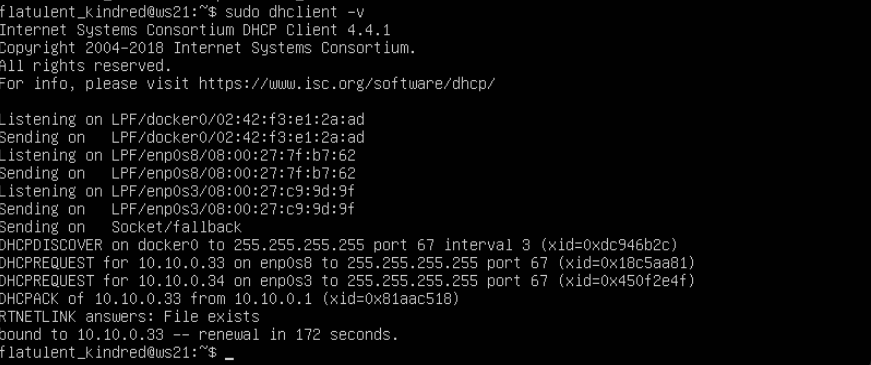 flatulent_kindred@ws21:~$ sudo dhclient -v
Internet Systems Consortium DHCP Client 4.4.1
Copyright 2004-2018 Internet Systems Consortium.
All rights reserved.
For info, please visit https://www.isc.org/software/dhcp/

Listening on LPF/docker0/02:42:f3:e1:2a:ad
Sending on   LPF/docker0/02:42:f3:e1:2a:ad
Listening on LPF/enp0s8/08:00:27:7f:b7:62
Sending on   LPF/enp0s8/08:00:27:7f:b7:62
Listening on LPF/enp0s3/08:00:27:c9:9d:9f
Sending on   LPF/enp0s3/08:00:27:c9:9d:9f
Sending on   Socket/fallback
DHCPDISCOVER on docker0 to 255.255.255.255 port 67 interval 3 (xid=0xdc946b2c)
DHCPREQUEST for 10.10.0.33 on enp0s8 to 255.255.255.255 port 67 (xid=0x18c5aa81)
DHCPREQUEST for 10.10.0.34 on enp0s3 to 255.255.255.255 port 67 (xid=0x450f2e4f)
DHCPACK of 10.10.0.33 from 10.10.0.1 (xid=0x81aac518)
RTNETLINK answers: File exists
bound to 10.10.0.33 -- renewal in 172 seconds.
flatulent_kindred@ws21:~$ _